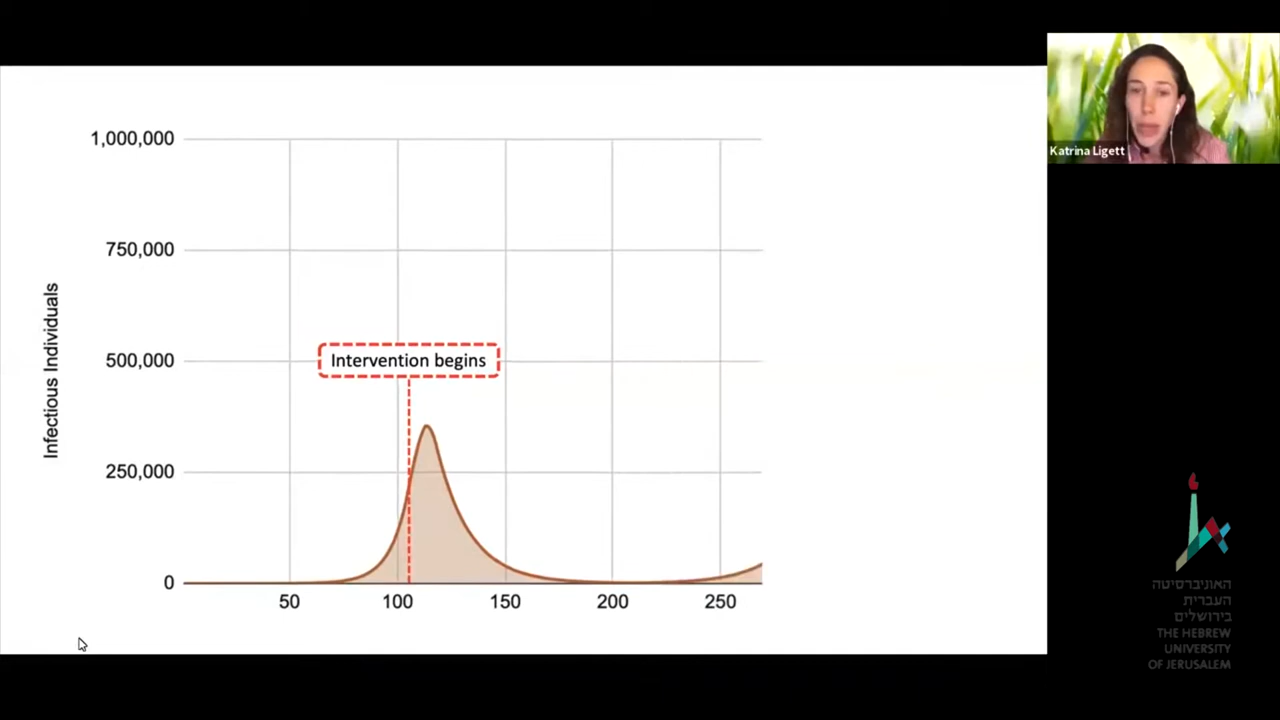 Katrina Ligett
1,000,000
750,000
500,000
250,000
0
Infectious Individuals
Intervention begins
50 100 150 200 250
האוניברסיטה
העברית
בירושלים
THE HEBREW
UNIVERSITY
OF JERUSALEM